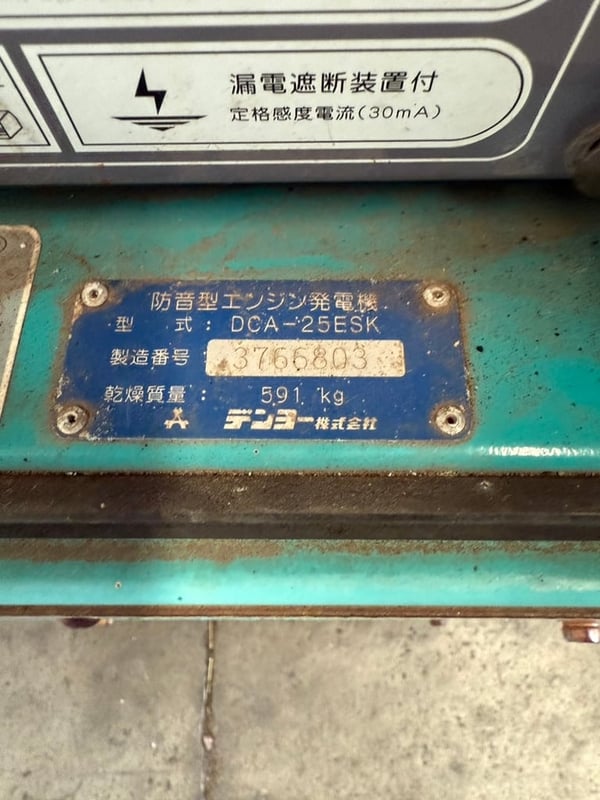 漏電遮断装置付
定格感度電流(30mA)
防音型エンジン発電機
型 式 : DCA-25ESK
製造番号 : 3766803
乾燥質量 : 591 kg
デンヨー株式会社